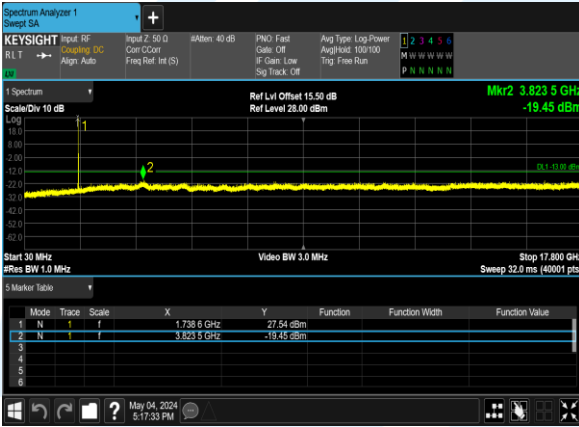 Spectrum Analyzer 1
Swept SA
+
KEYSIGHT
RLT
Input: RF
Coupling: DC
Align: Auto
Input Z: 50 Ω
Corr CCorr
Freq Ref: Int (S)
#Atten: 40 dB
PNO: Fast
Gate: Off
IF Gain: Low
Sig Track: Off
Avg Type: Log-Power
Avg|Hold: 100/100
Trig: Free Run
1 2 3 4 5 6
M W W W W W
P N N N N N
1 Spectrum
Scale/Div 10 dB
Ref Lvl Offset 15.50 dB
Ref Level 28.00 dBm
Mkr2 3.823 5 GHz
-19.45 dBm
Log
18.0
8.00
-2.00
-12.0
-22.0
-32.0
-42.0
-52.0
-62.0
1
2
DL1 -13.00 dBm
Start 30 MHz
#Res BW 1.0 MHz
Video BW 3.0 MHz
Stop 17.800 GHz
Sweep 32.0 ms (40001 pts)
5 Marker Table
Mode Trace Scale X Y Function Function Width Function Value
1 N 1 f 1.738 6 GHz 27.54 dBm
2 N 1 f 3.823 5 GHz -19.45 dBm
3
4
5
6
?
May 04, 2024
5:17:33 PM